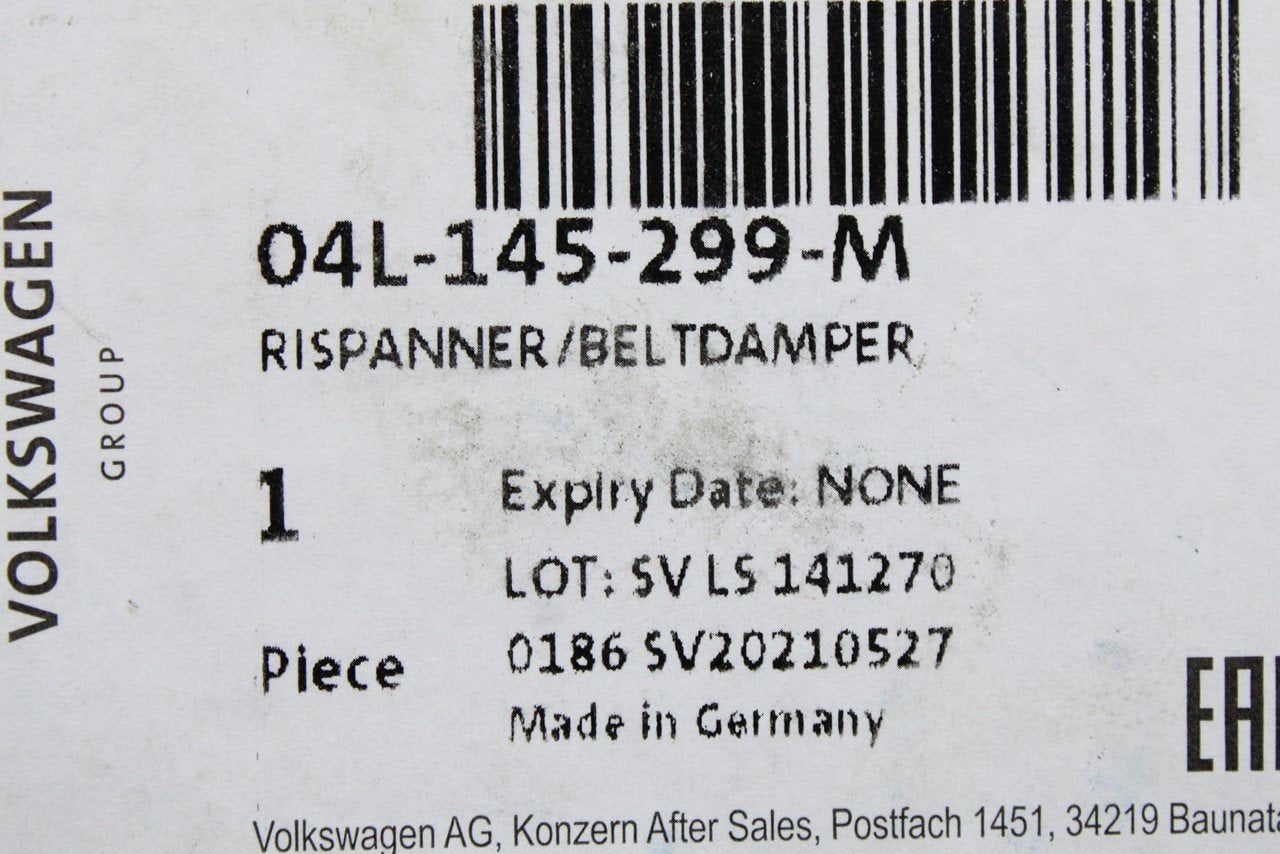 VOLKSWAGEN
GROUP
04L-145-299-M
RISPANNER/BELTDAMPER
1
Expiry Date: NONE
LOT: SV LS 141270
Piece
0186 SV20210527
Made in Germany
EAC
Volkswagen AG, Konzern After Sales, Postfach 1451, 34219 Baunata